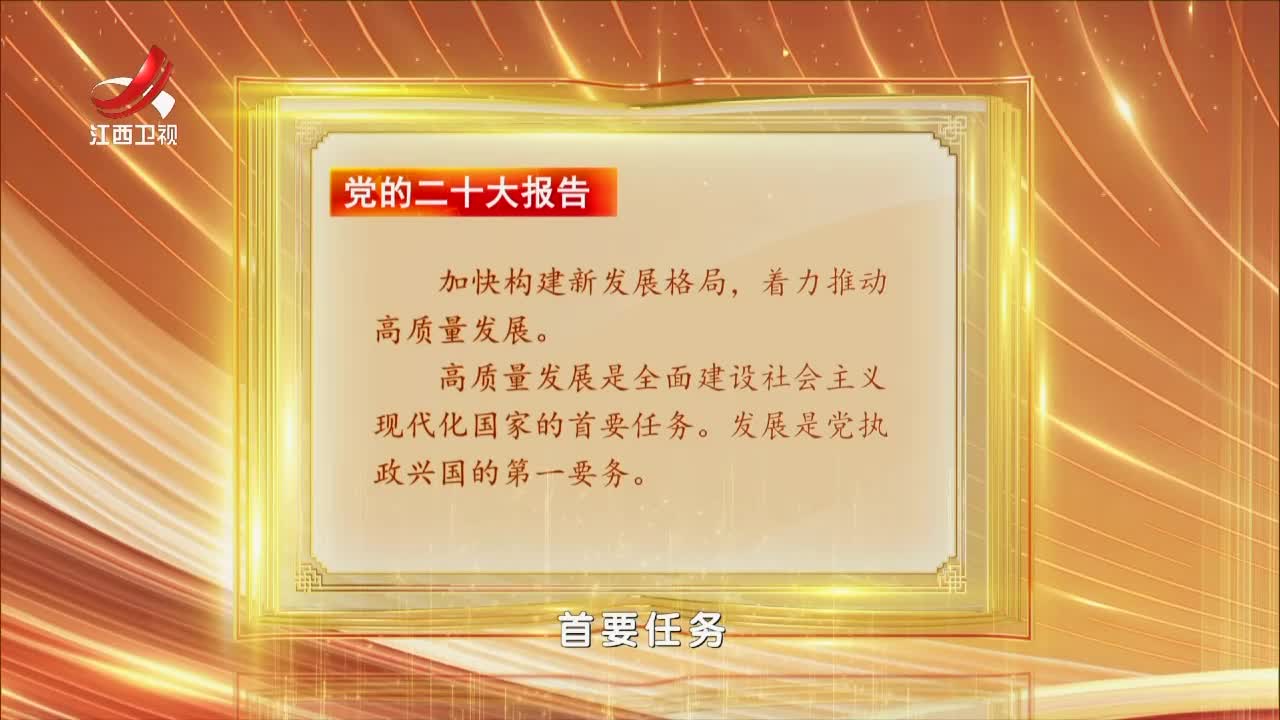 江西卫视
党的二十大报告
加快构建新发展格局，着力推动
高质量发展。
高质量发展是全面建设社会主义
现代化国家的首要任务。发展是党执
政兴国的第一要务。
首要任务